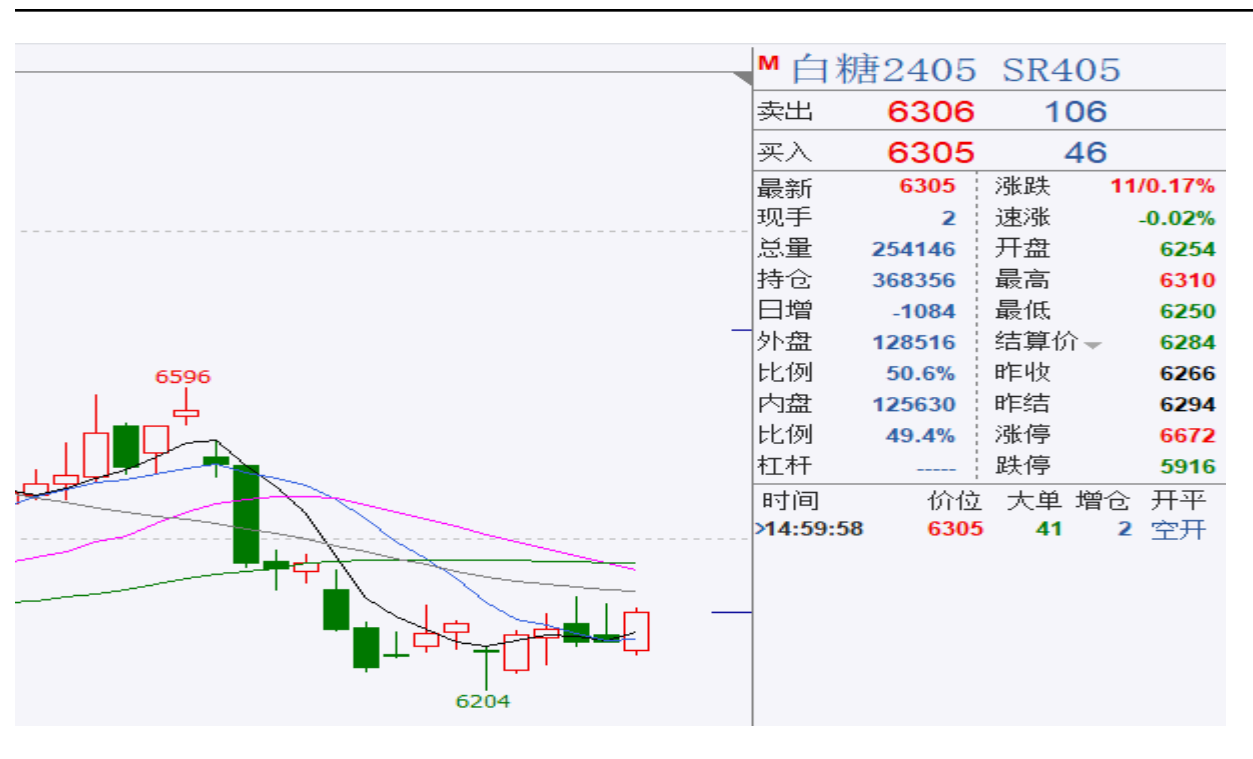 M 白糖2405 SR405
卖出 6306 106
买入 6305 46
最新 6305 涨跌 11/0.17%
现手 2 速涨 -0.02%
总量 254146 开盘 6254
持仓 368356 最高 6310
日增 -1084 最低 6250
外盘 128516 结算价 6284
比例 50.6% 昨收 6266
内盘 125630 昨结 6294
比例 49.4% 涨停 6672
杠杆 ----- 跌停 5916
时间 价位 大单 增仓 开平
>14:59:58 6305 41 2 空开
6596
6204